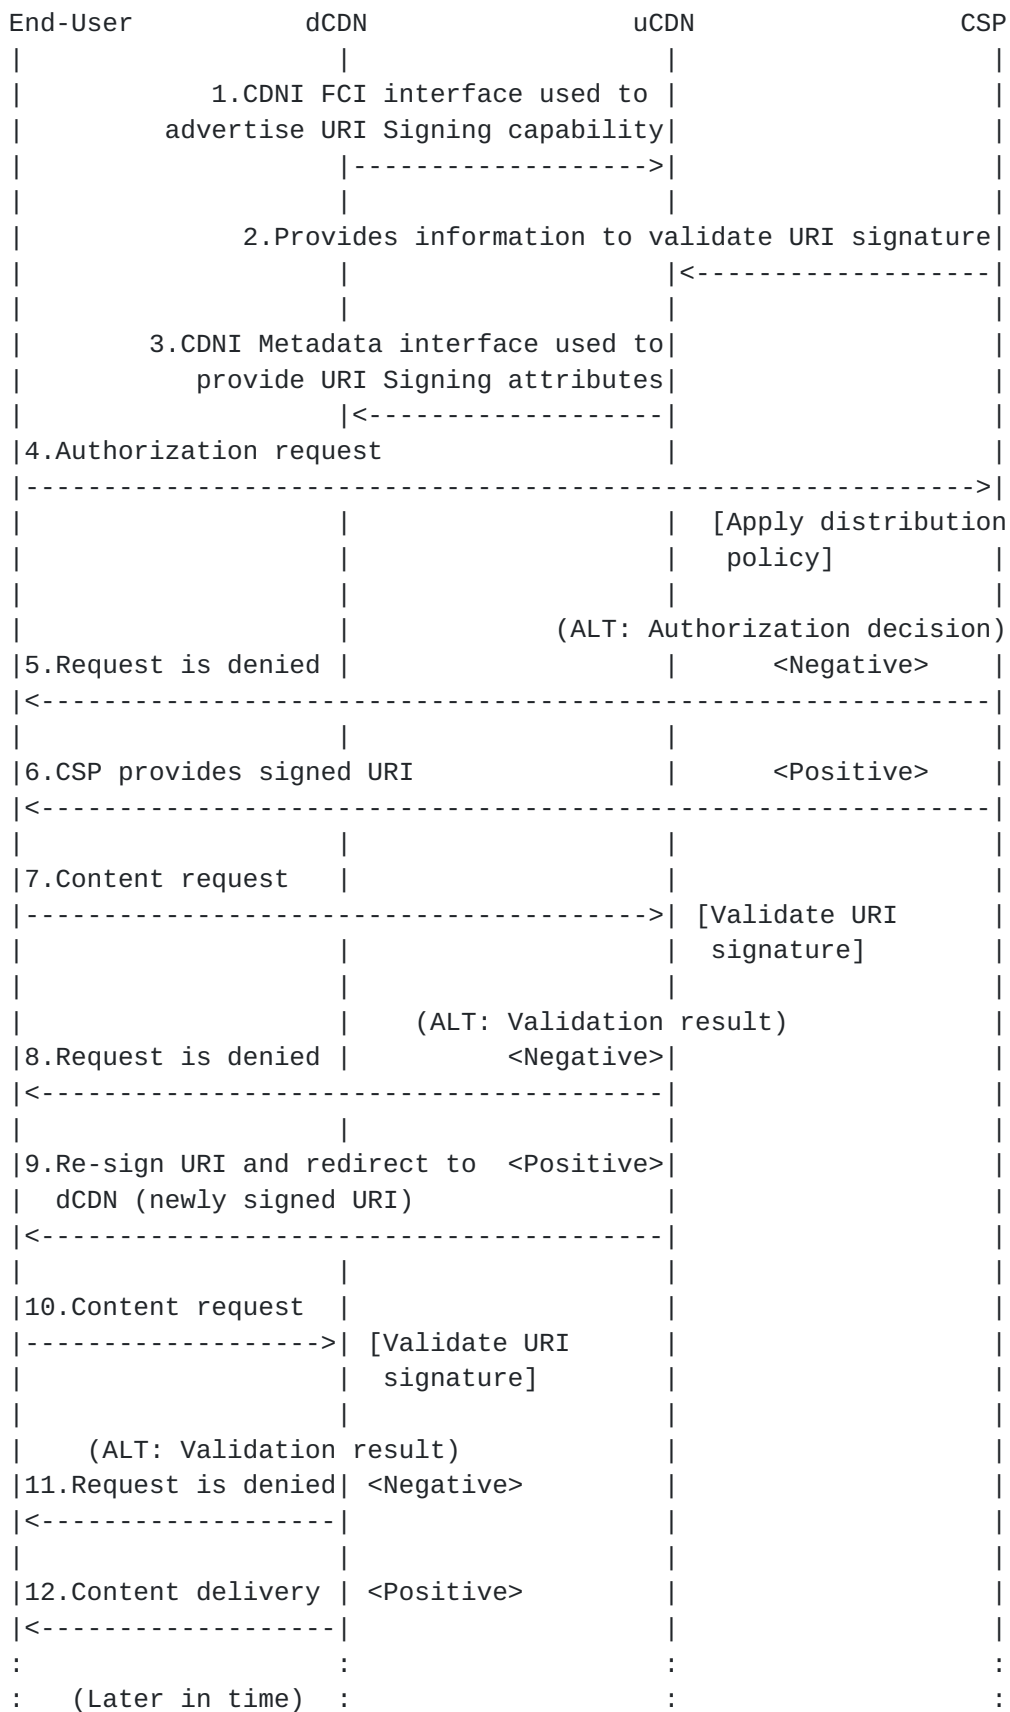 End-User           dCDN                 uCDN                 CSP
|                    |                    |                    |
|            1.CDNI FCI interface used to |                    |
|         advertise URI Signing capability|                    |
|                    |------------------->|                    |
|                    |                    |                    |
|              2.Provides information to validate URI signature|
|                    |                    |<-------------------|
|                    |                    |                    |
|        3.CDNI Metadata interface used to|                    |
|           provide URI Signing attributes|                    |
|                    |<-------------------|                    |
|4.Authorization request                  |                    |
|------------------------------------------------------------->|
|                    |                    |  [Apply distribution
|                    |                    |   policy]          |
|                    |                    |                    |
|                    |             (ALT: Authorization decision)
|5.Request is denied |                    |      <Negative>    |
|<-------------------------------------------------------------|
|                    |                    |                    |
|6.CSP provides signed URI                |      <Positive>    |
|<-------------------------------------------------------------|
|                    |                    |                    |
|7.Content request   |                    |                    |
|---------------------------------------->| [Validate URI      |
|                    |                    |  signature]        |
|                    |                    |                    |
|                    |    (ALT: Validation result)             |
|8.Request is denied |          <Negative>|                    |
|<----------------------------------------|                    |
|                    |                    |                    |
|9.Re-sign URI and redirect to  <Positive>|                    |
|  dCDN (newly signed URI)                |                    |
|<----------------------------------------|                    |
|                    |                    |                    |
|10.Content request  |                    |                    |
|------------------->| [Validate URI      |                    |
|                    |  signature]        |                    |
|                    |                    |                    |
|    (ALT: Validation result)             |                    |
|11.Request is denied| <Negative>         |                    |
|<-------------------|                    |                    |
|                    |                    |                    |
|12.Content delivery | <Positive>         |                    |
|<-------------------|                    |                    |
:                    :                    :                    :
:   (Later in time)  :                    :                    :